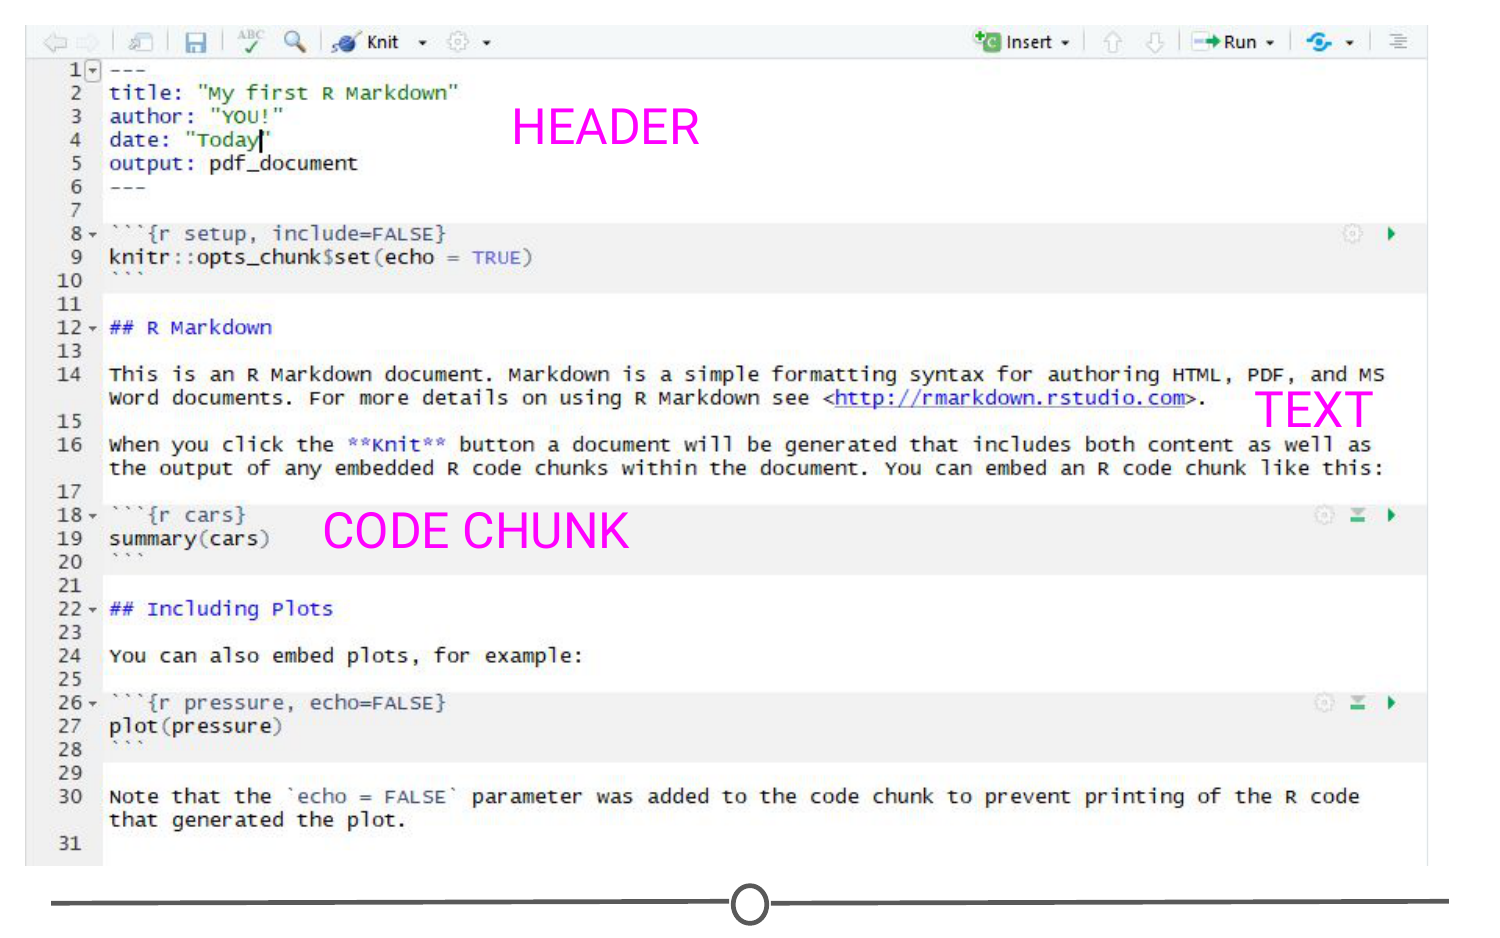 ABC Knit Insert Run
1 ---
2 title: "My first R Markdown"
3 author: "YOU!"
HEADER
4 date: "Today"
5 output: pdf_document
6 ---
7
8 ```{r setup, include=FALSE}
9 knitr::opts_chunk$set(echo = TRUE)
10 ```
11
12 ## R Markdown
13
14 This is an R Markdown document. Markdown is a simple formatting syntax for authoring HTML, PDF, and MS
Word documents. For more details on using R Markdown see <http://rmarkdown.rstudio.com>.
TEXT
15
16 When you click the **Knit** button a document will be generated that includes both content as well as
the output of any embedded R code chunks within the document. You can embed an R code chunk like this:
17
18 ```{r cars}
CODE CHUNK
19 summary(cars)
20 ```
21
22 ## Including Plots
23
24 You can also embed plots, for example:
25
26 ```{r pressure, echo=FALSE}
27 plot(pressure)
28 ```
29
30 Note that the `echo = FALSE` parameter was added to the code chunk to prevent printing of the R code
that generated the plot.
31